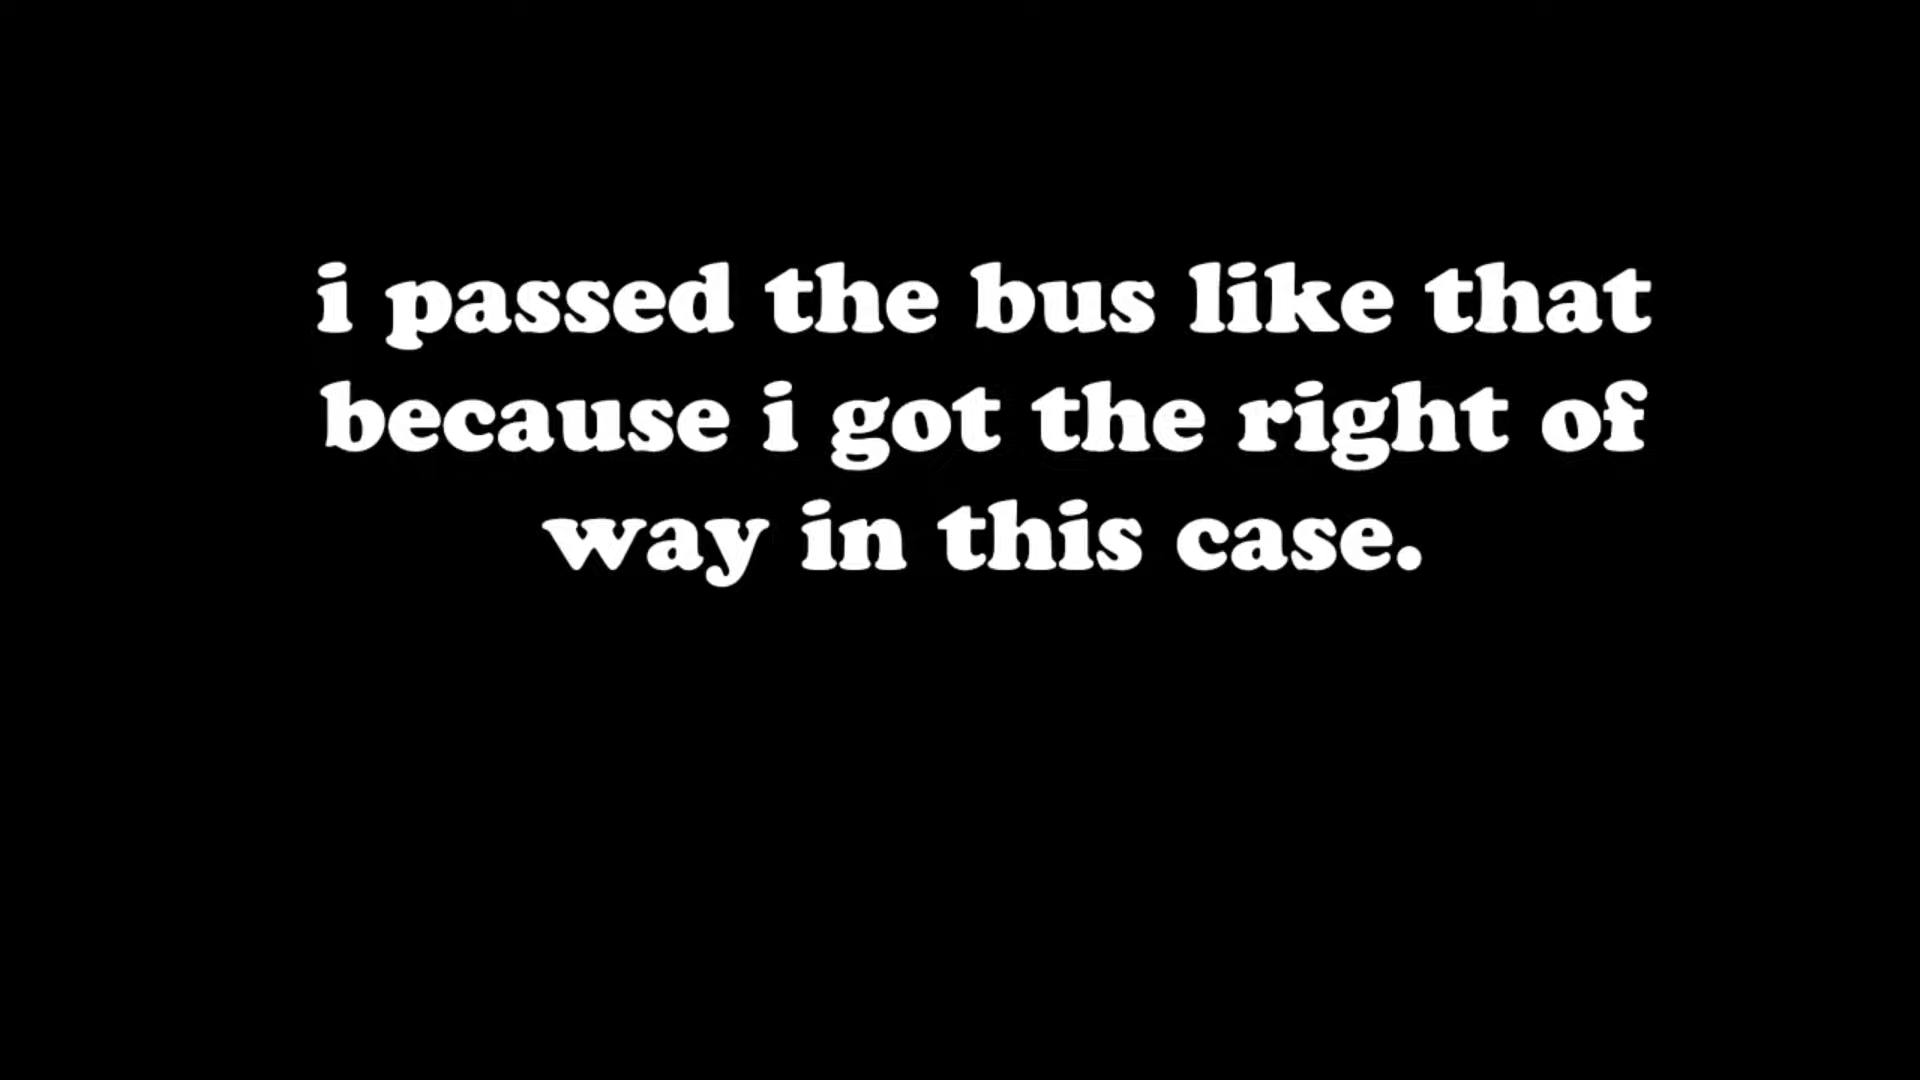 i passed the bus like that
because i got the right of
way in this case.